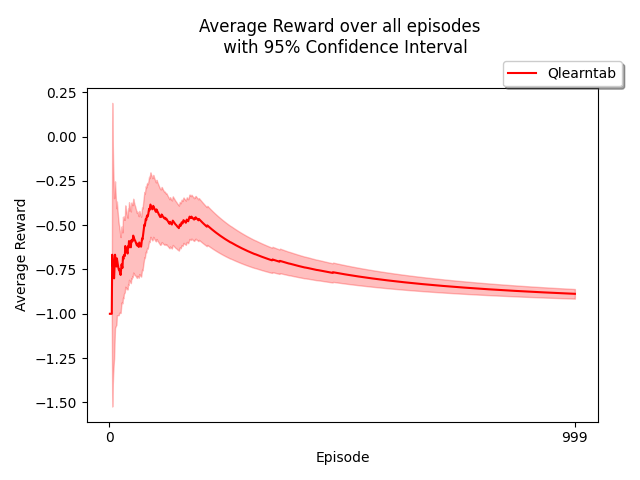 Average Reward over all episodes
with 95% Confidence Interval
Qlearntab
0.25
0.00
−0.25
−0.50
−0.75
−1.00
−1.25
−1.50
Average Reward
0
999
Episode